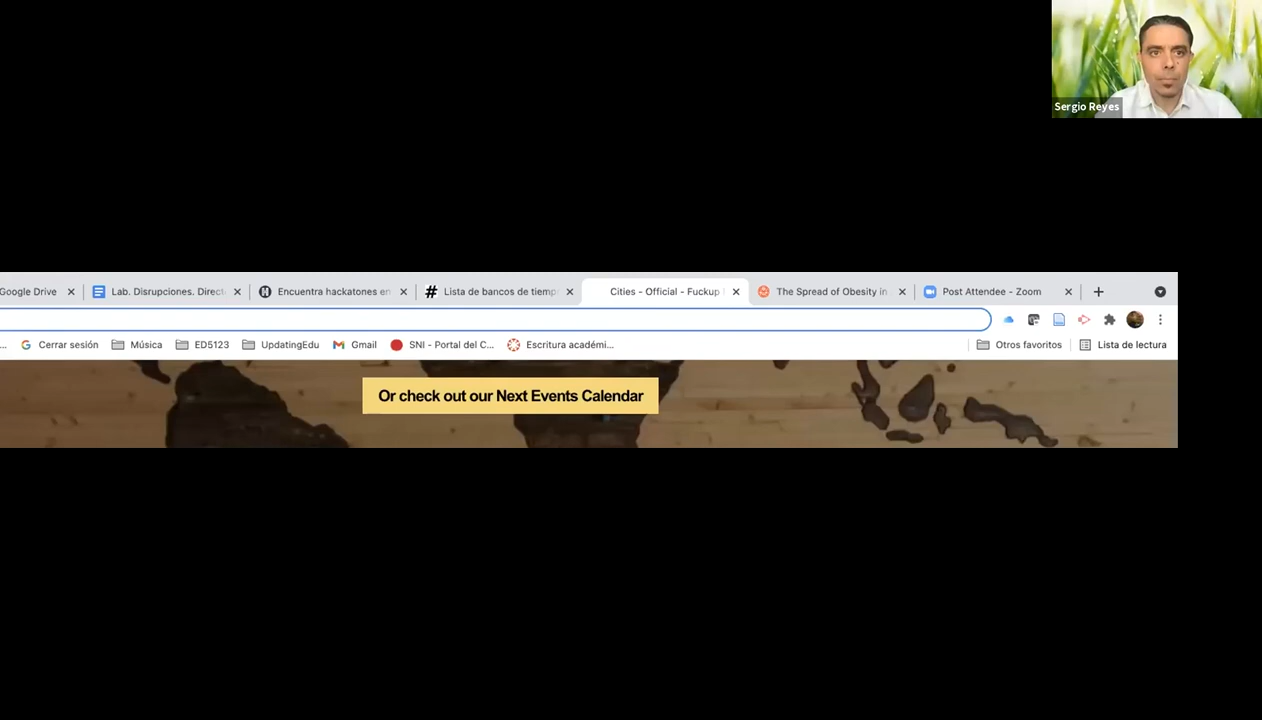 Sergio Reyes
Google Drive
Lab. Disrupciones. Direct
Encuentra hackatones en
Lista de bancos de tiemp
Cities - Official - Fuckup
The Spread of Obesity in
Post Attendee - Zoom
...
Cerrar sesión
Música
ED5123
UpdatingEdu
Gmail
SNI - Portal del C...
Escritura académi...
Otros favoritos
Lista de lectura
Or check out our Next Events Calendar